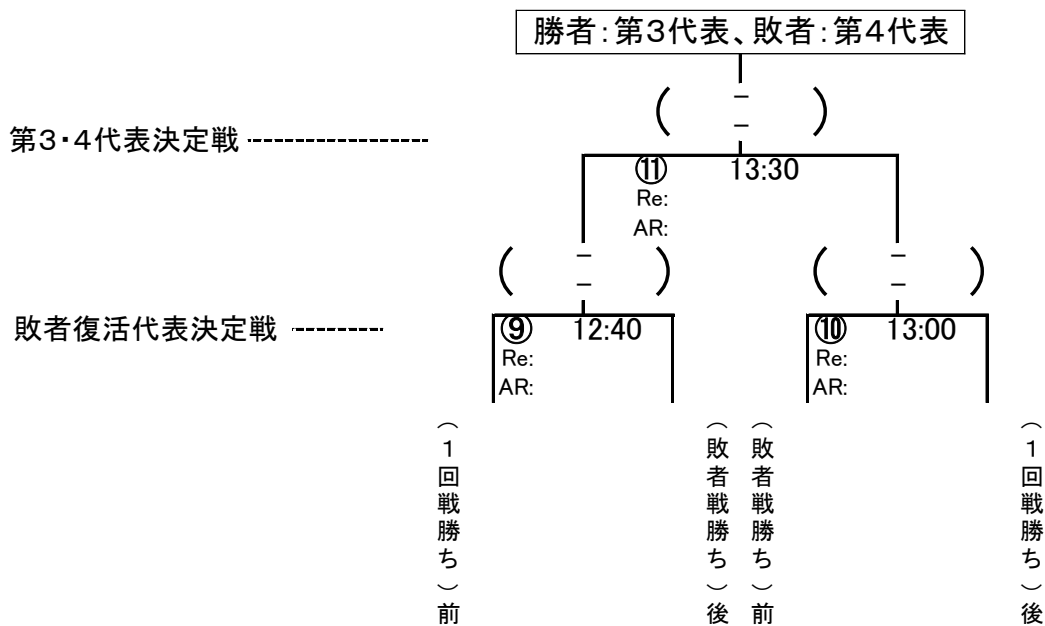 勝者：第3代表、敗者：第4代表
( － )
－
第3・4代表決定戦
⑪ 13:30
Re:
AR:
( － ) ( － )
－ －
敗者復活代表決定戦
⑨ 12:40
Re:
AR:
⑩ 13:00
Re:
AR:
（1回戦勝ち）前
（敗者戦勝ち）後
（敗者戦勝ち）前
（1回戦勝ち）後